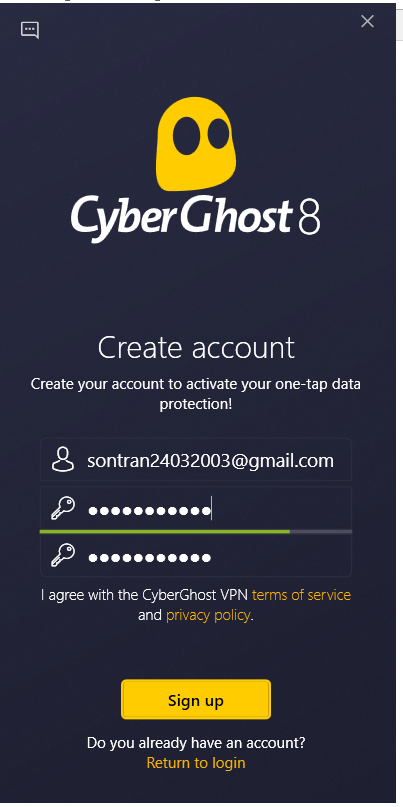 CyberGhost 8
Create account
Create your account to activate your one-tap data
protection!
sontran24032003@gmail.com
●●●●●●●●●●●
●●●●●●●●●●●
I agree with the CyberGhost VPN terms of service
and privacy policy.
Sign up
Do you already have an account?
Return to login